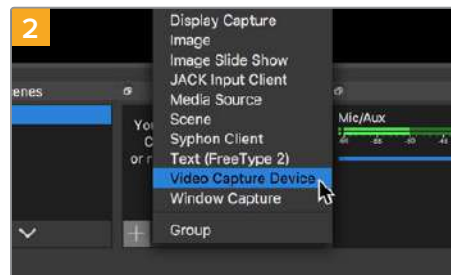 2
Display Capture
Image
Image Slide Show
JACK Input Client
Media Source
Scene
Syphon Client
Text (FreeType 2)
Video Capture Device
Window Capture
Group
enes
Yo
C
or r
Mic/Aux